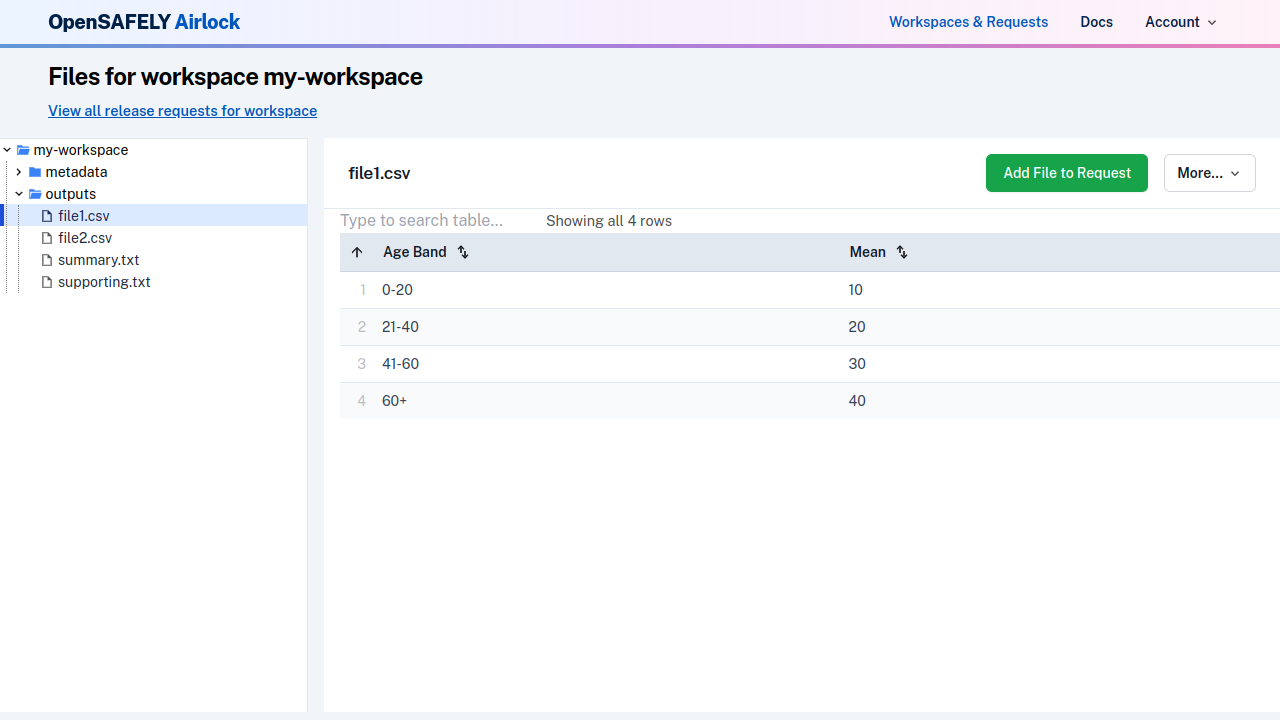 OpenSAFELY Airlock
Workspaces & Requests
Docs
Account
Files for workspace my-workspace
View all release requests for workspace
my-workspace
metadata
outputs
file1.csv
file2.csv
summary.txt
supporting.txt
file1.csv
Add File to Request
More...
Type to search table...
Showing all 4 rows
Age Band
Mean
1 0-20 10
2 21-40 20
3 41-60 30
4 60+ 40